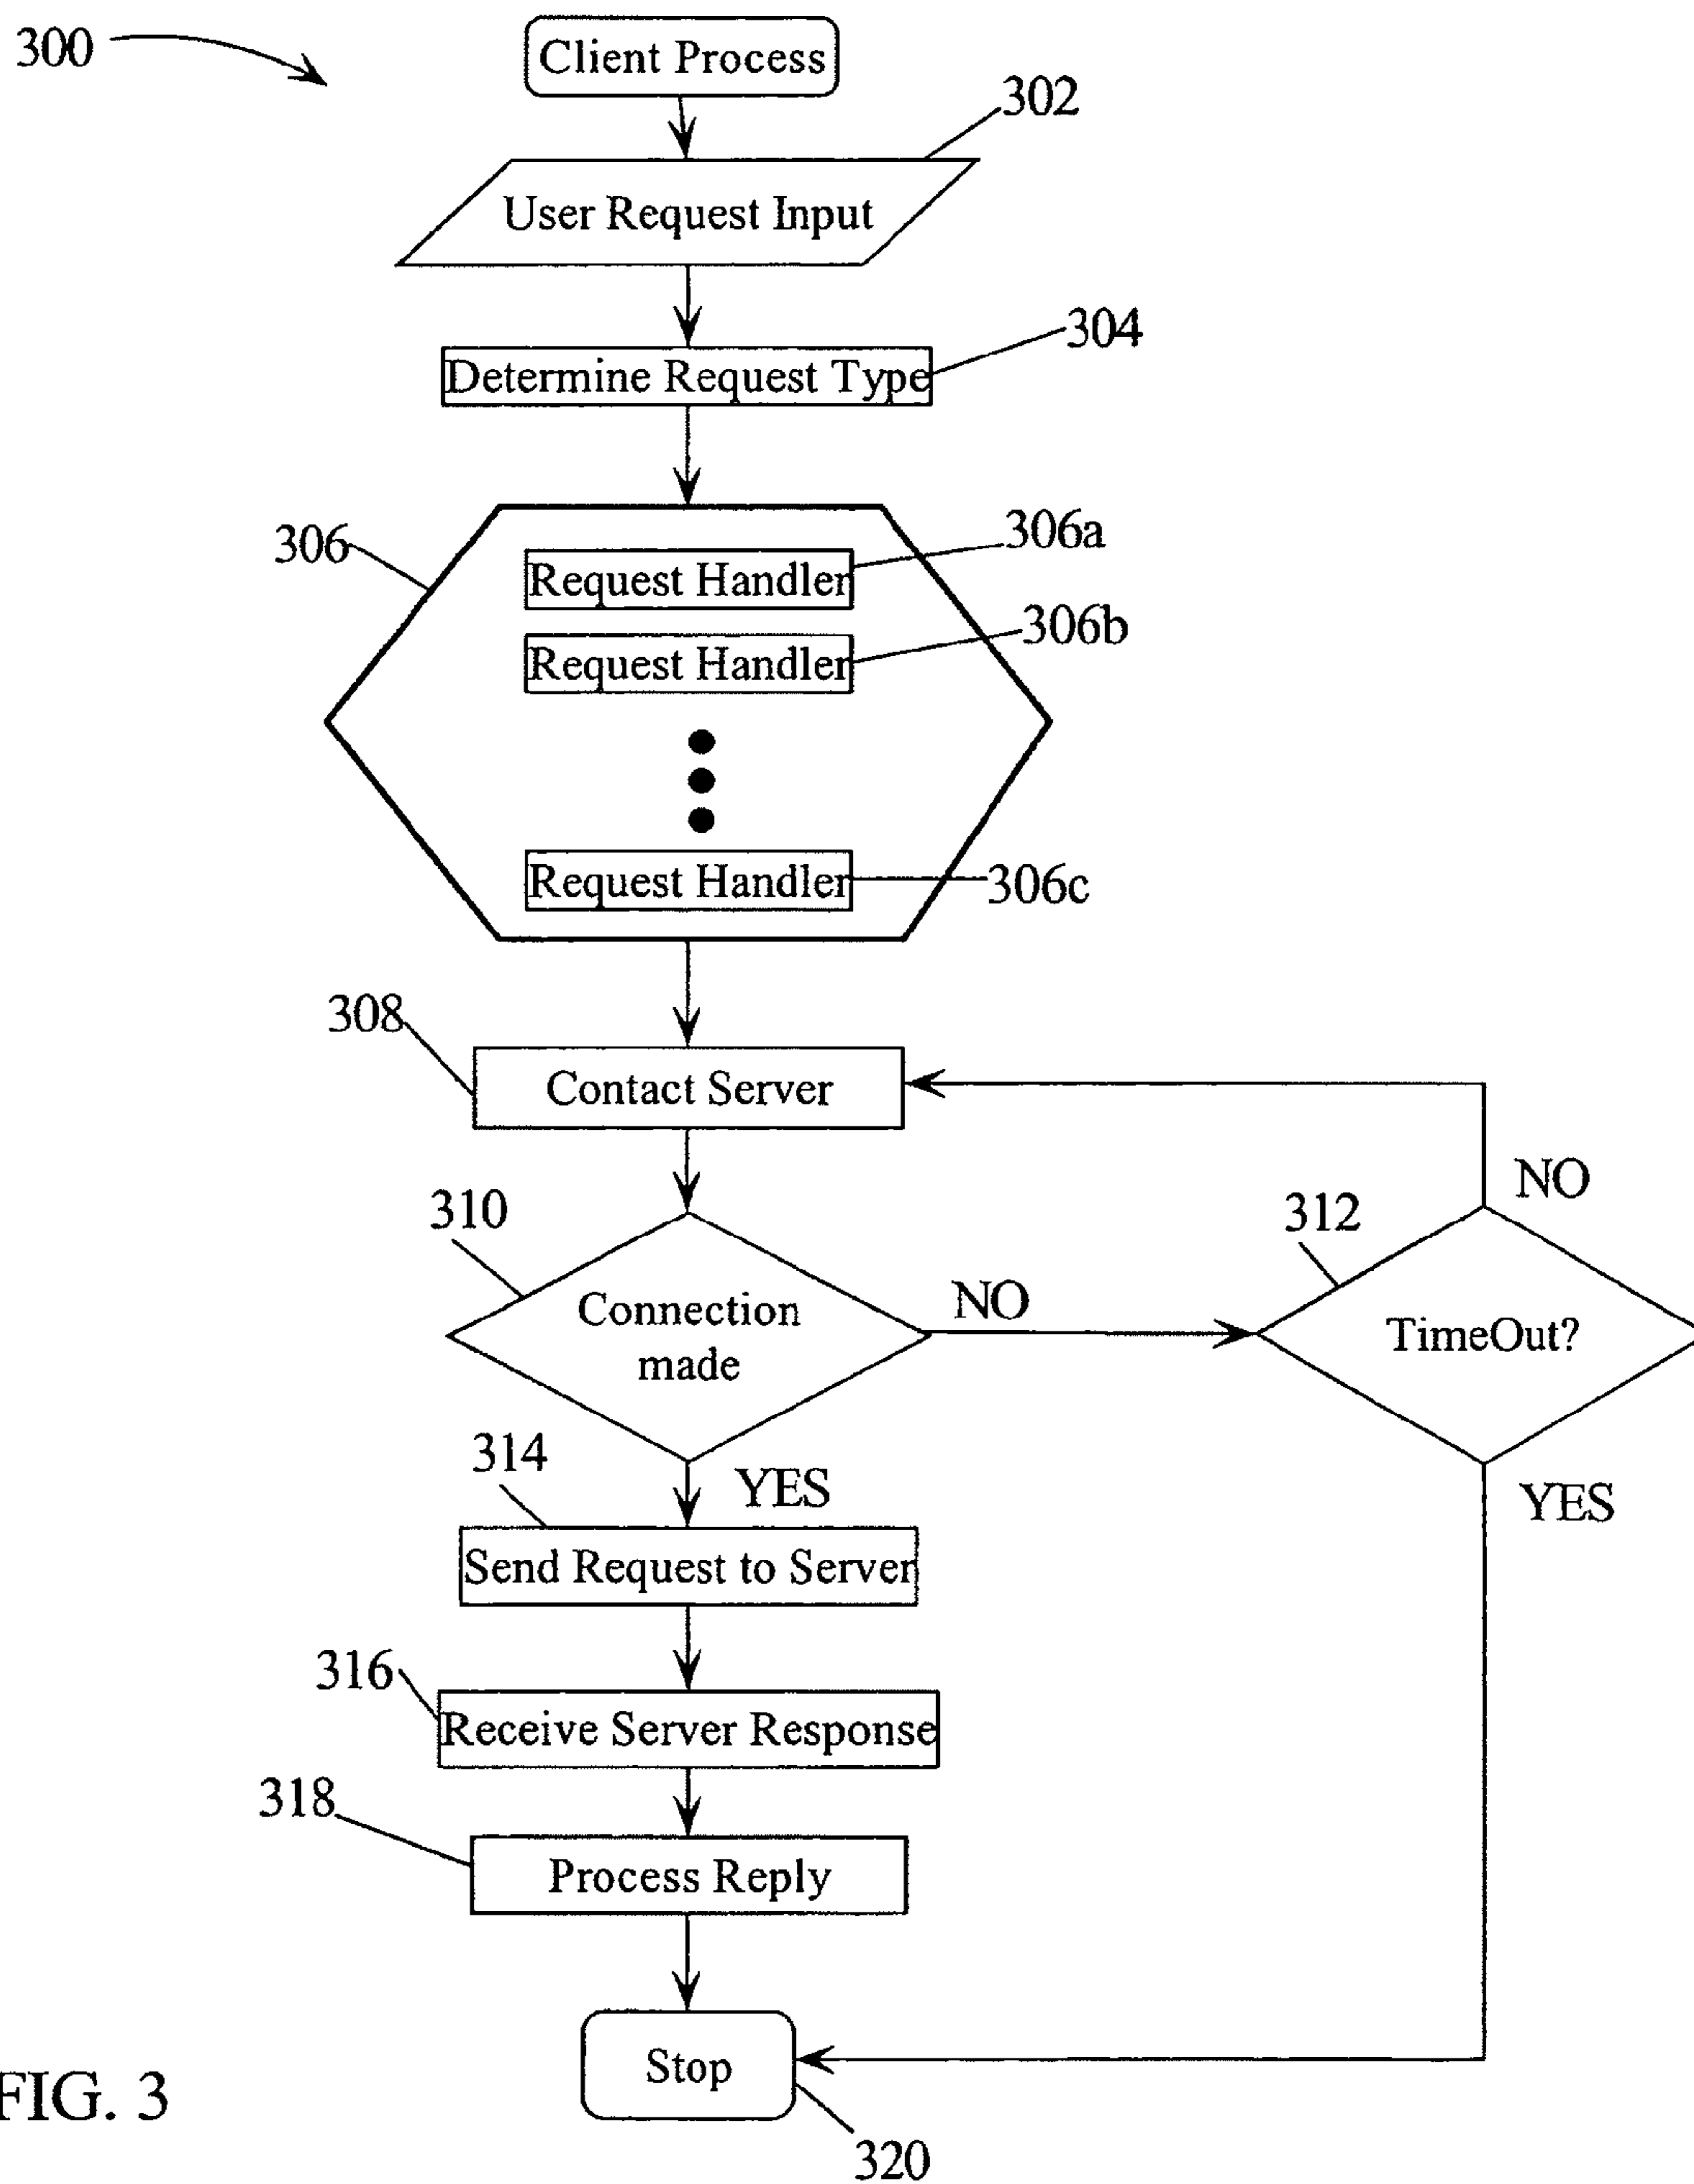 300
Client Process
302
User Request Input
304
Determine Request Type
306
306a
Request Handler
306b
Request Handler
Request Handler
306c
308
Contact Server
310
Connection
made
NO
312
NO
TimeOut?
YES
314
YES
Send Request to Server
316
Receive Server Response
318
Process Reply
Stop
320
FIG. 3